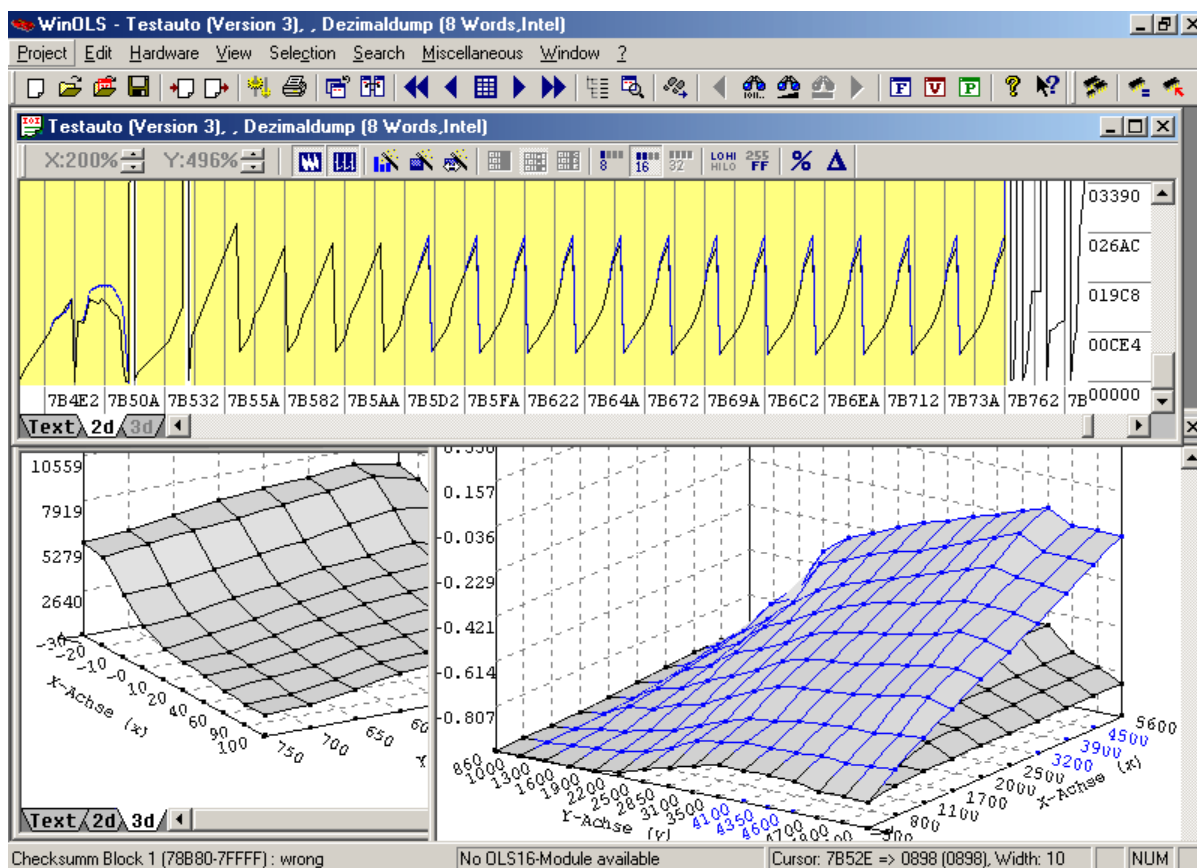 WinOLS - Testauto (Version 3), , Dezimaldump (8 Words,Intel)
Project Edit Hardware View Selection Search Miscellaneous Window ?
F V P ? ?
Testauto (Version 3), , Dezimaldump (8 Words,Intel)
X:200% Y:496% 8 16 32 LOHI HILO 255 FF % Δ
03390
026AC
019C8
00CE4
00000
7B4E2 7B50A 7B532 7B55A 7B582 7B5AA 7B5D2 7B5FA 7B622 7B64A 7B672 7B69A 7B6C2 7B6EA 7B712 7B73A 7B762 7B
Text 2d 3d
10559
7919
5279
2640
-30 -20 -10 -0 10 20 40 60 90 100
X-Achse (x)
750 700 650 60
Y
0.157
-0.036
-0.229
-0.421
-0.614
-0.807
860 1000 1300 1600 1900 2200 2500 2850 3100 3500 4100 4350 4600 4700
Y-Achse (y)
800 1100 1700 2000 2500 3200 3900 4500 5600
X-Achse (x)
Text 2d 3d
Checksumm Block 1 (78B80-7FFFF) : wrong No OLS16-Module available Cursor: 7B52E => 0898 (0898), Width: 10 NUM